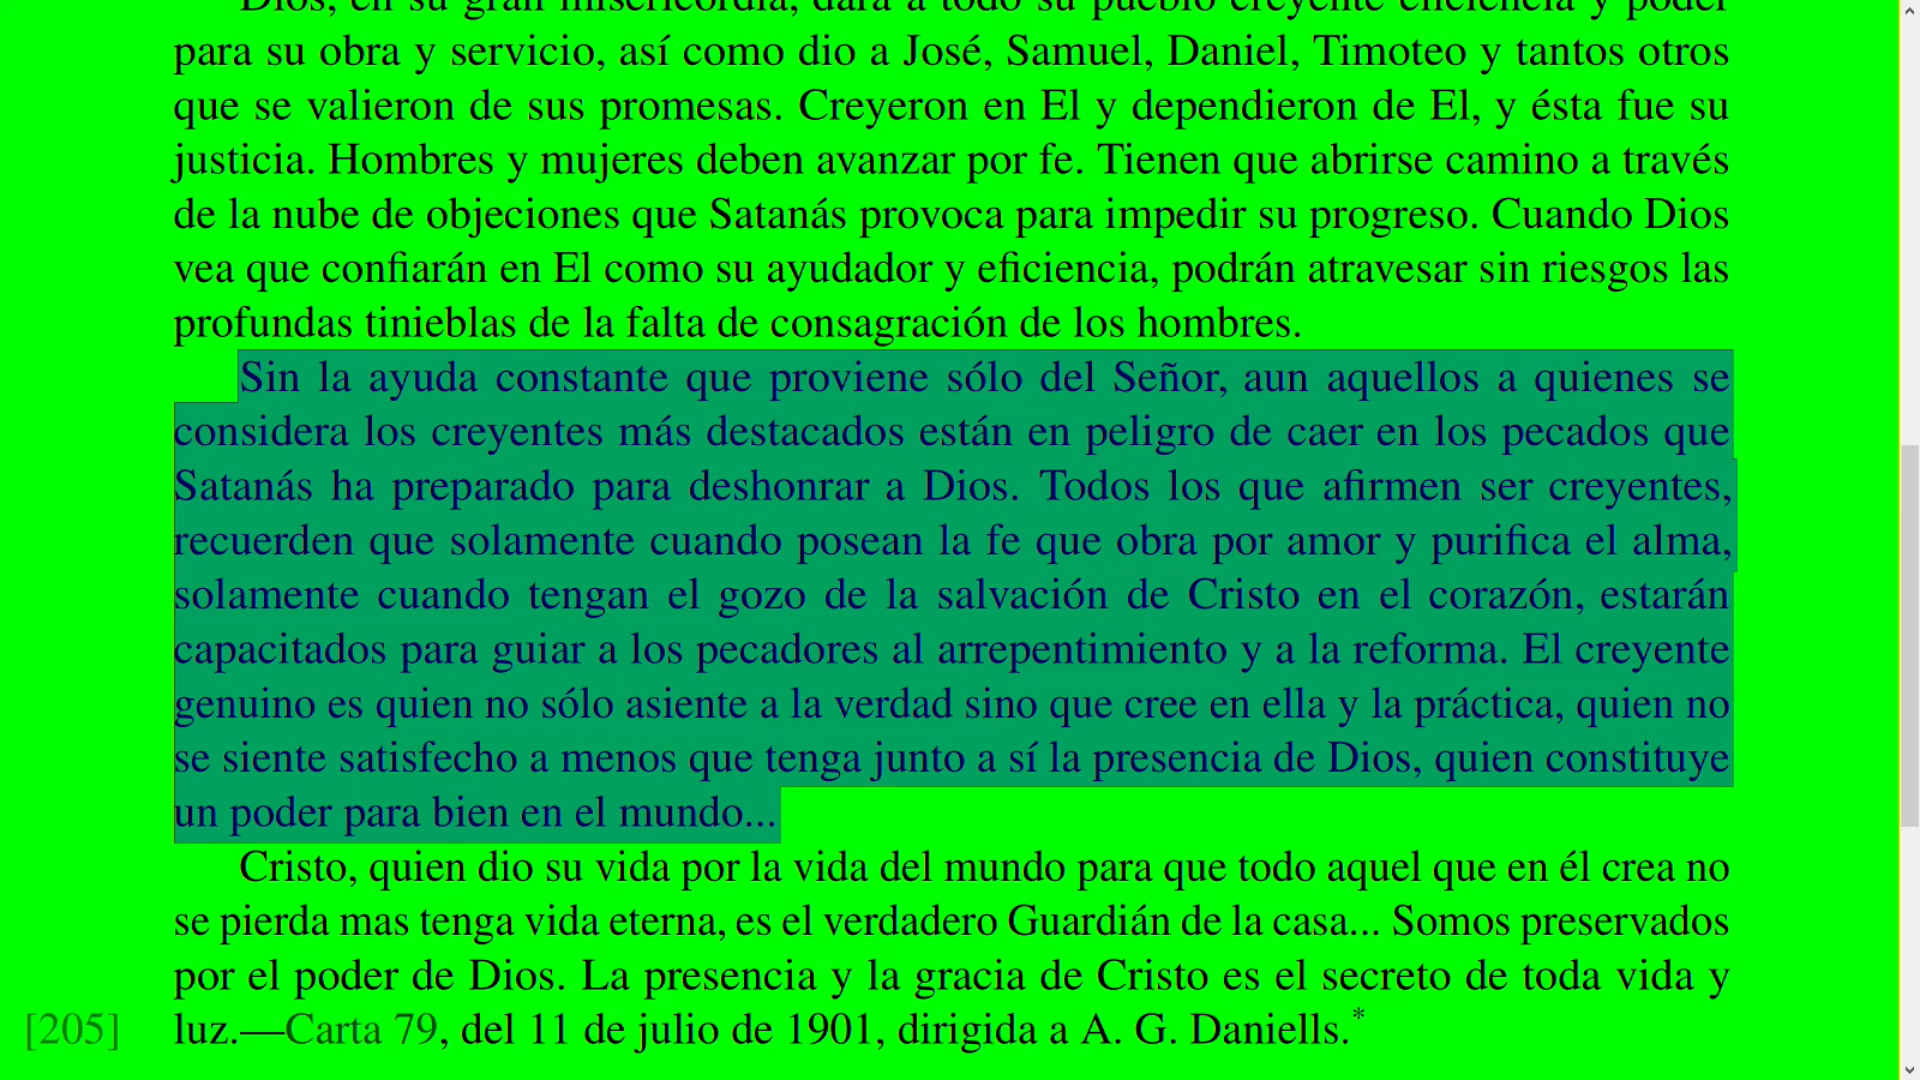 Dios, en su gran misericordia, dará a todo su pueblo creyente eficiencia y poder
para su obra y servicio, así como dio a José, Samuel, Daniel, Timoteo y tantos otros
que se valieron de sus promesas. Creyeron en El y dependieron de El, y ésta fue su
justicia. Hombres y mujeres deben avanzar por fe. Tienen que abrirse camino a través
de la nube de objeciones que Satanás provoca para impedir su progreso. Cuando Dios
vea que confiarán en El como su ayudador y eficiencia, podrán atravesar sin riesgos las
profundas tinieblas de la falta de consagración de los hombres.
Sin la ayuda constante que proviene sólo del Señor, aun aquellos a quienes se
considera los creyentes más destacados están en peligro de caer en los pecados que
Satanás ha preparado para deshonrar a Dios. Todos los que afirmen ser creyentes,
recuerden que solamente cuando posean la fe que obra por amor y purifica el alma,
solamente cuando tengan el gozo de la salvación de Cristo en el corazón, estarán
capacitados para guiar a los pecadores al arrepentimiento y a la reforma. El creyente
genuino es quien no sólo asiente a la verdad sino que cree en ella y la práctica, quien no
se siente satisfecho a menos que tenga junto a sí la presencia de Dios, quien constituye
un poder para bien en el mundo...
Cristo, quien dio su vida por la vida del mundo para que todo aquel que en él crea no
se pierda mas tenga vida eterna, es el verdadero Guardián de la casa... Somos preservados
por el poder de Dios. La presencia y la gracia de Cristo es el secreto de toda vida y
[205] luz.—Carta 79, del 11 de julio de 1901, dirigida a A. G. Daniells.*